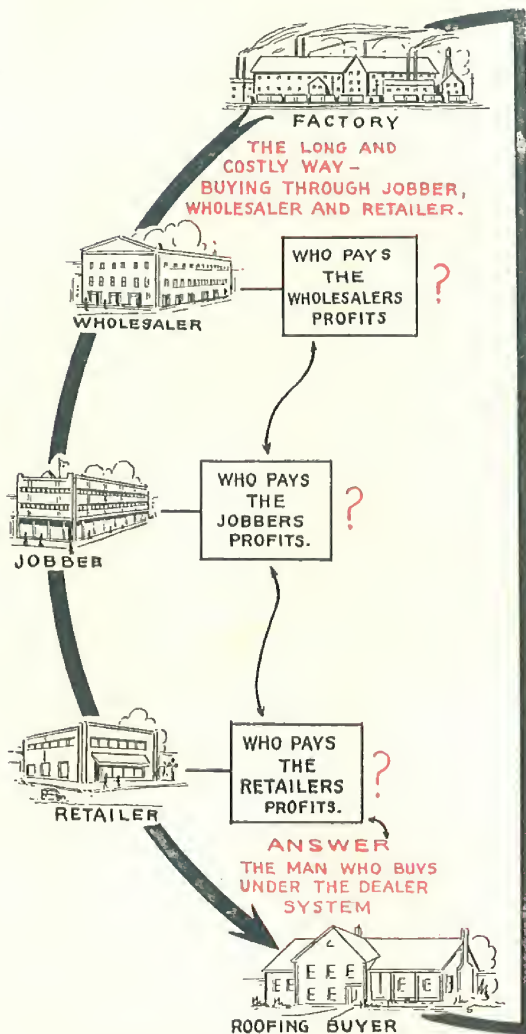 FACTORY
THE LONG AND
COSTLY WAY –
BUYING THROUGH JOBBER,
WHOLESALER AND RETAILER.
WHOLESALER
WHO PAYS
THE
WHOLESALERS
PROFITS
?
JOBBER
WHO PAYS
THE
JOBBERS
PROFITS.
?
RETAILER
WHO PAYS
THE
RETAILERS
PROFITS.
?
ANSWER
THE MAN WHO BUYS
UNDER THE DEALER
SYSTEM
ROOFING BUYER